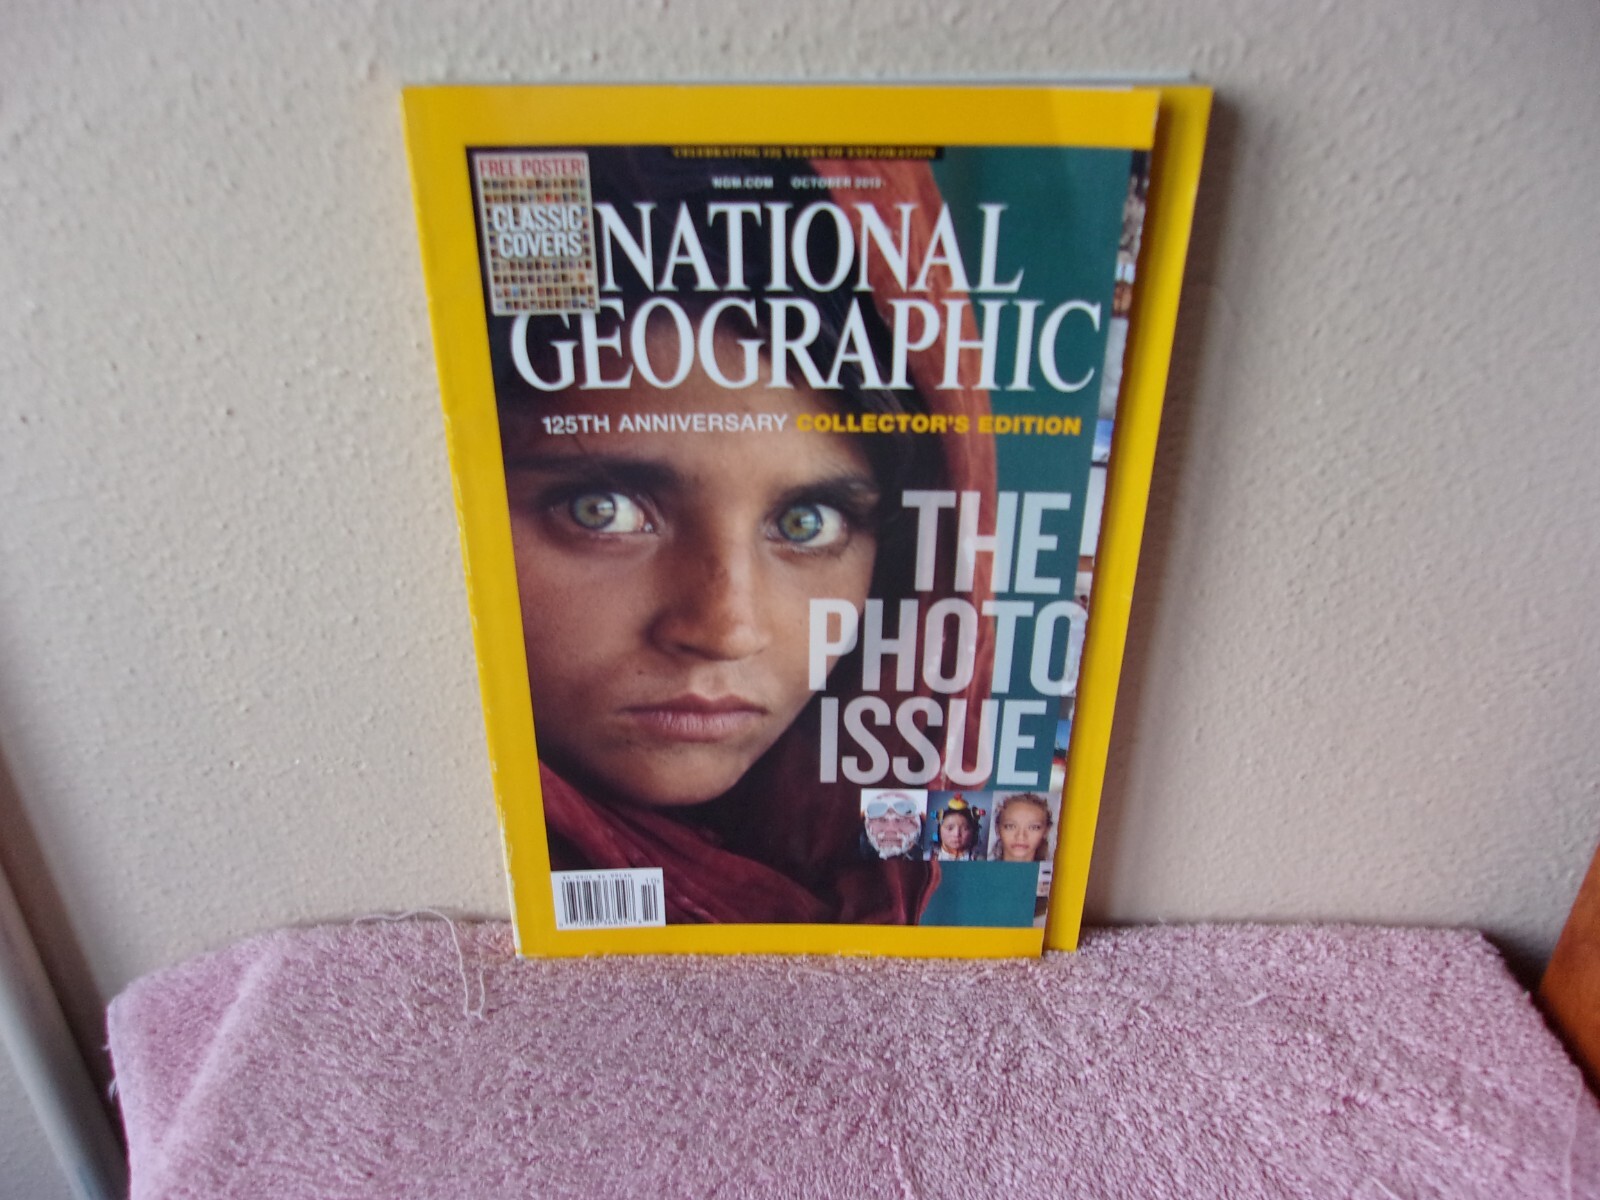 CELEBRATING 125 YEARS OF EXPLORATION
FREE POSTER!
CLASSIC
COVERS
NGM.COM OCTOBER 2013
NATIONAL
GEOGRAPHIC
125TH ANNIVERSARY COLLECTOR'S EDITION
THE
PHOTO
ISSUE